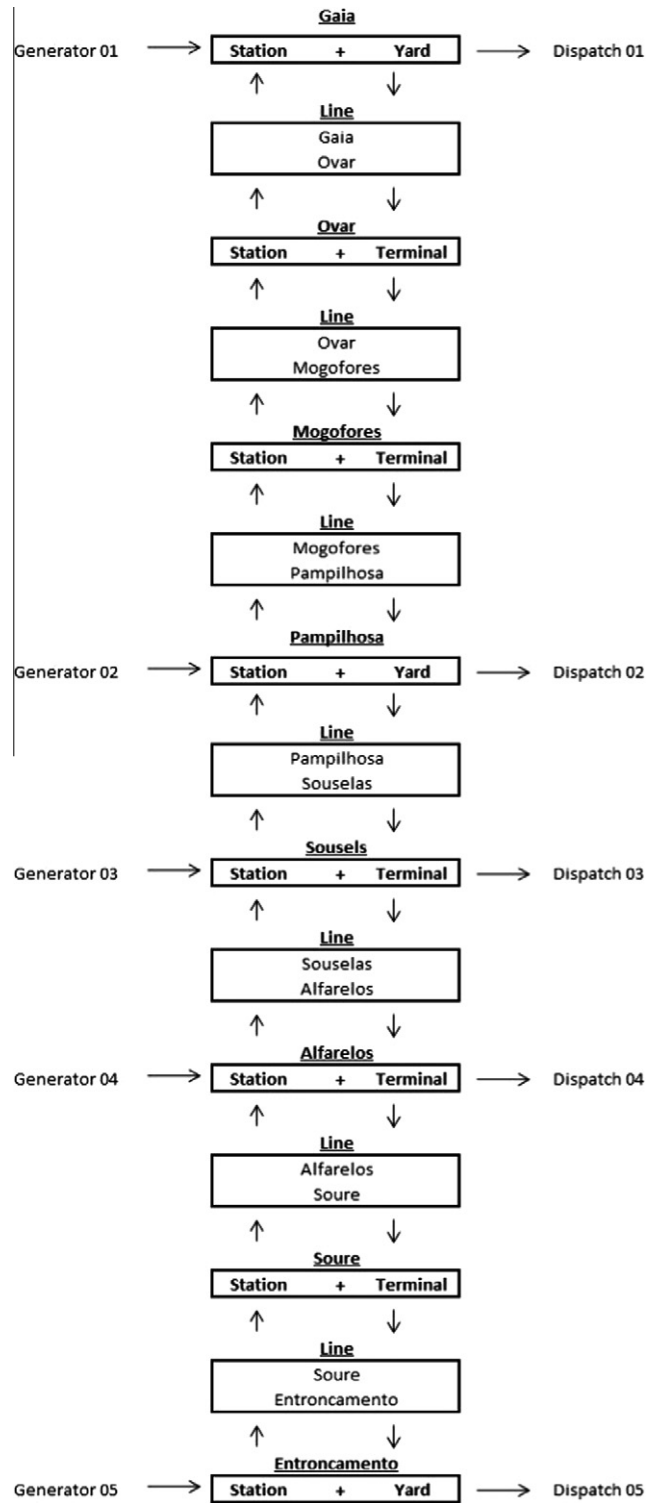 Gaia
Generator 01 Station + Yard Dispatch 01
Line
Gaia
Ovar
Ovar
Station + Terminal
Line
Ovar
Mogofores
Mogofores
Station + Terminal
Line
Mogofores
Pampilhosa
Pampilhosa
Generator 02 Station + Yard Dispatch 02
Line
Pampilhosa
Souselas
Sousels
Generator 03 Station + Terminal Dispatch 03
Line
Souselas
Alfarelos
Alfarelos
Generator 04 Station + Terminal Dispatch 04
Line
Alfarelos
Soure
Soure
Station + Terminal
Line
Soure
Entroncamento
Entroncamento
Generator 05 Station + Yard Dispatch 05